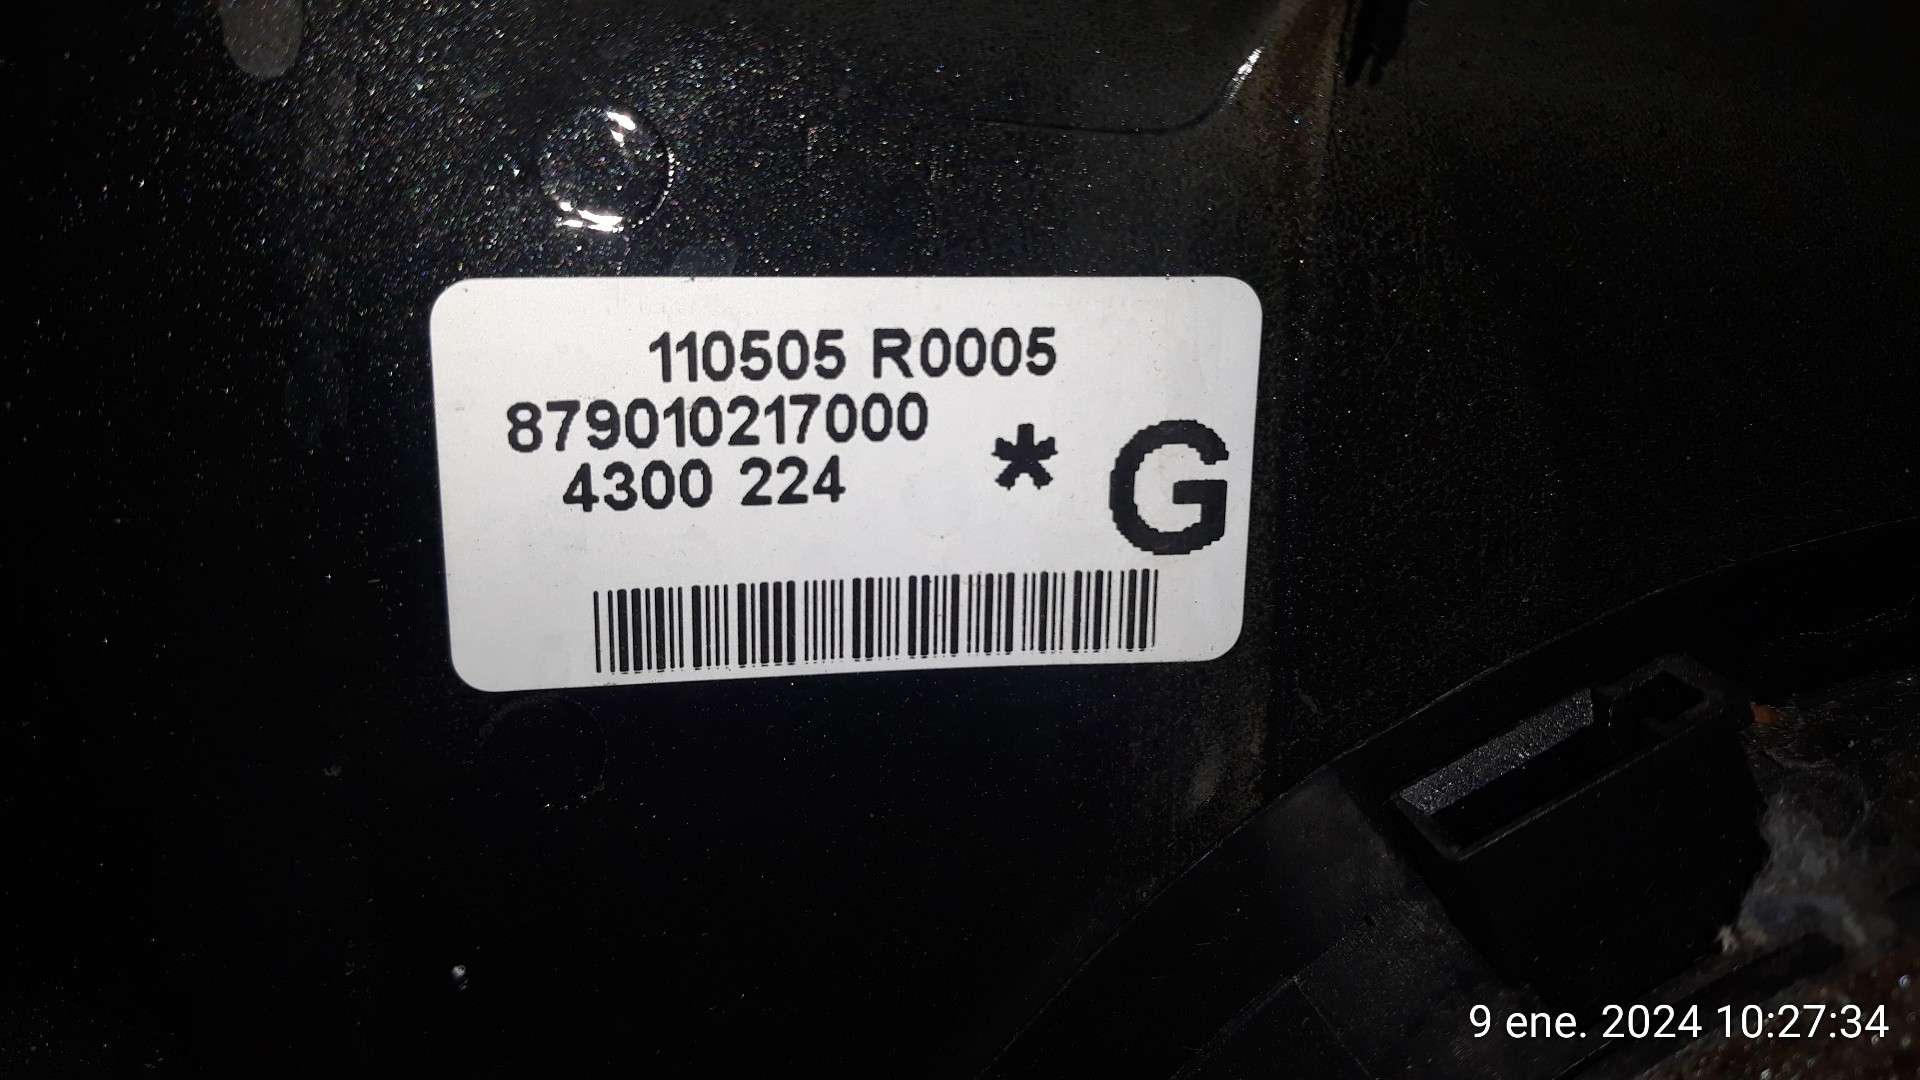 110505 R0005
879010217000
4300 224
* G
9 ene. 2024 10:27:34